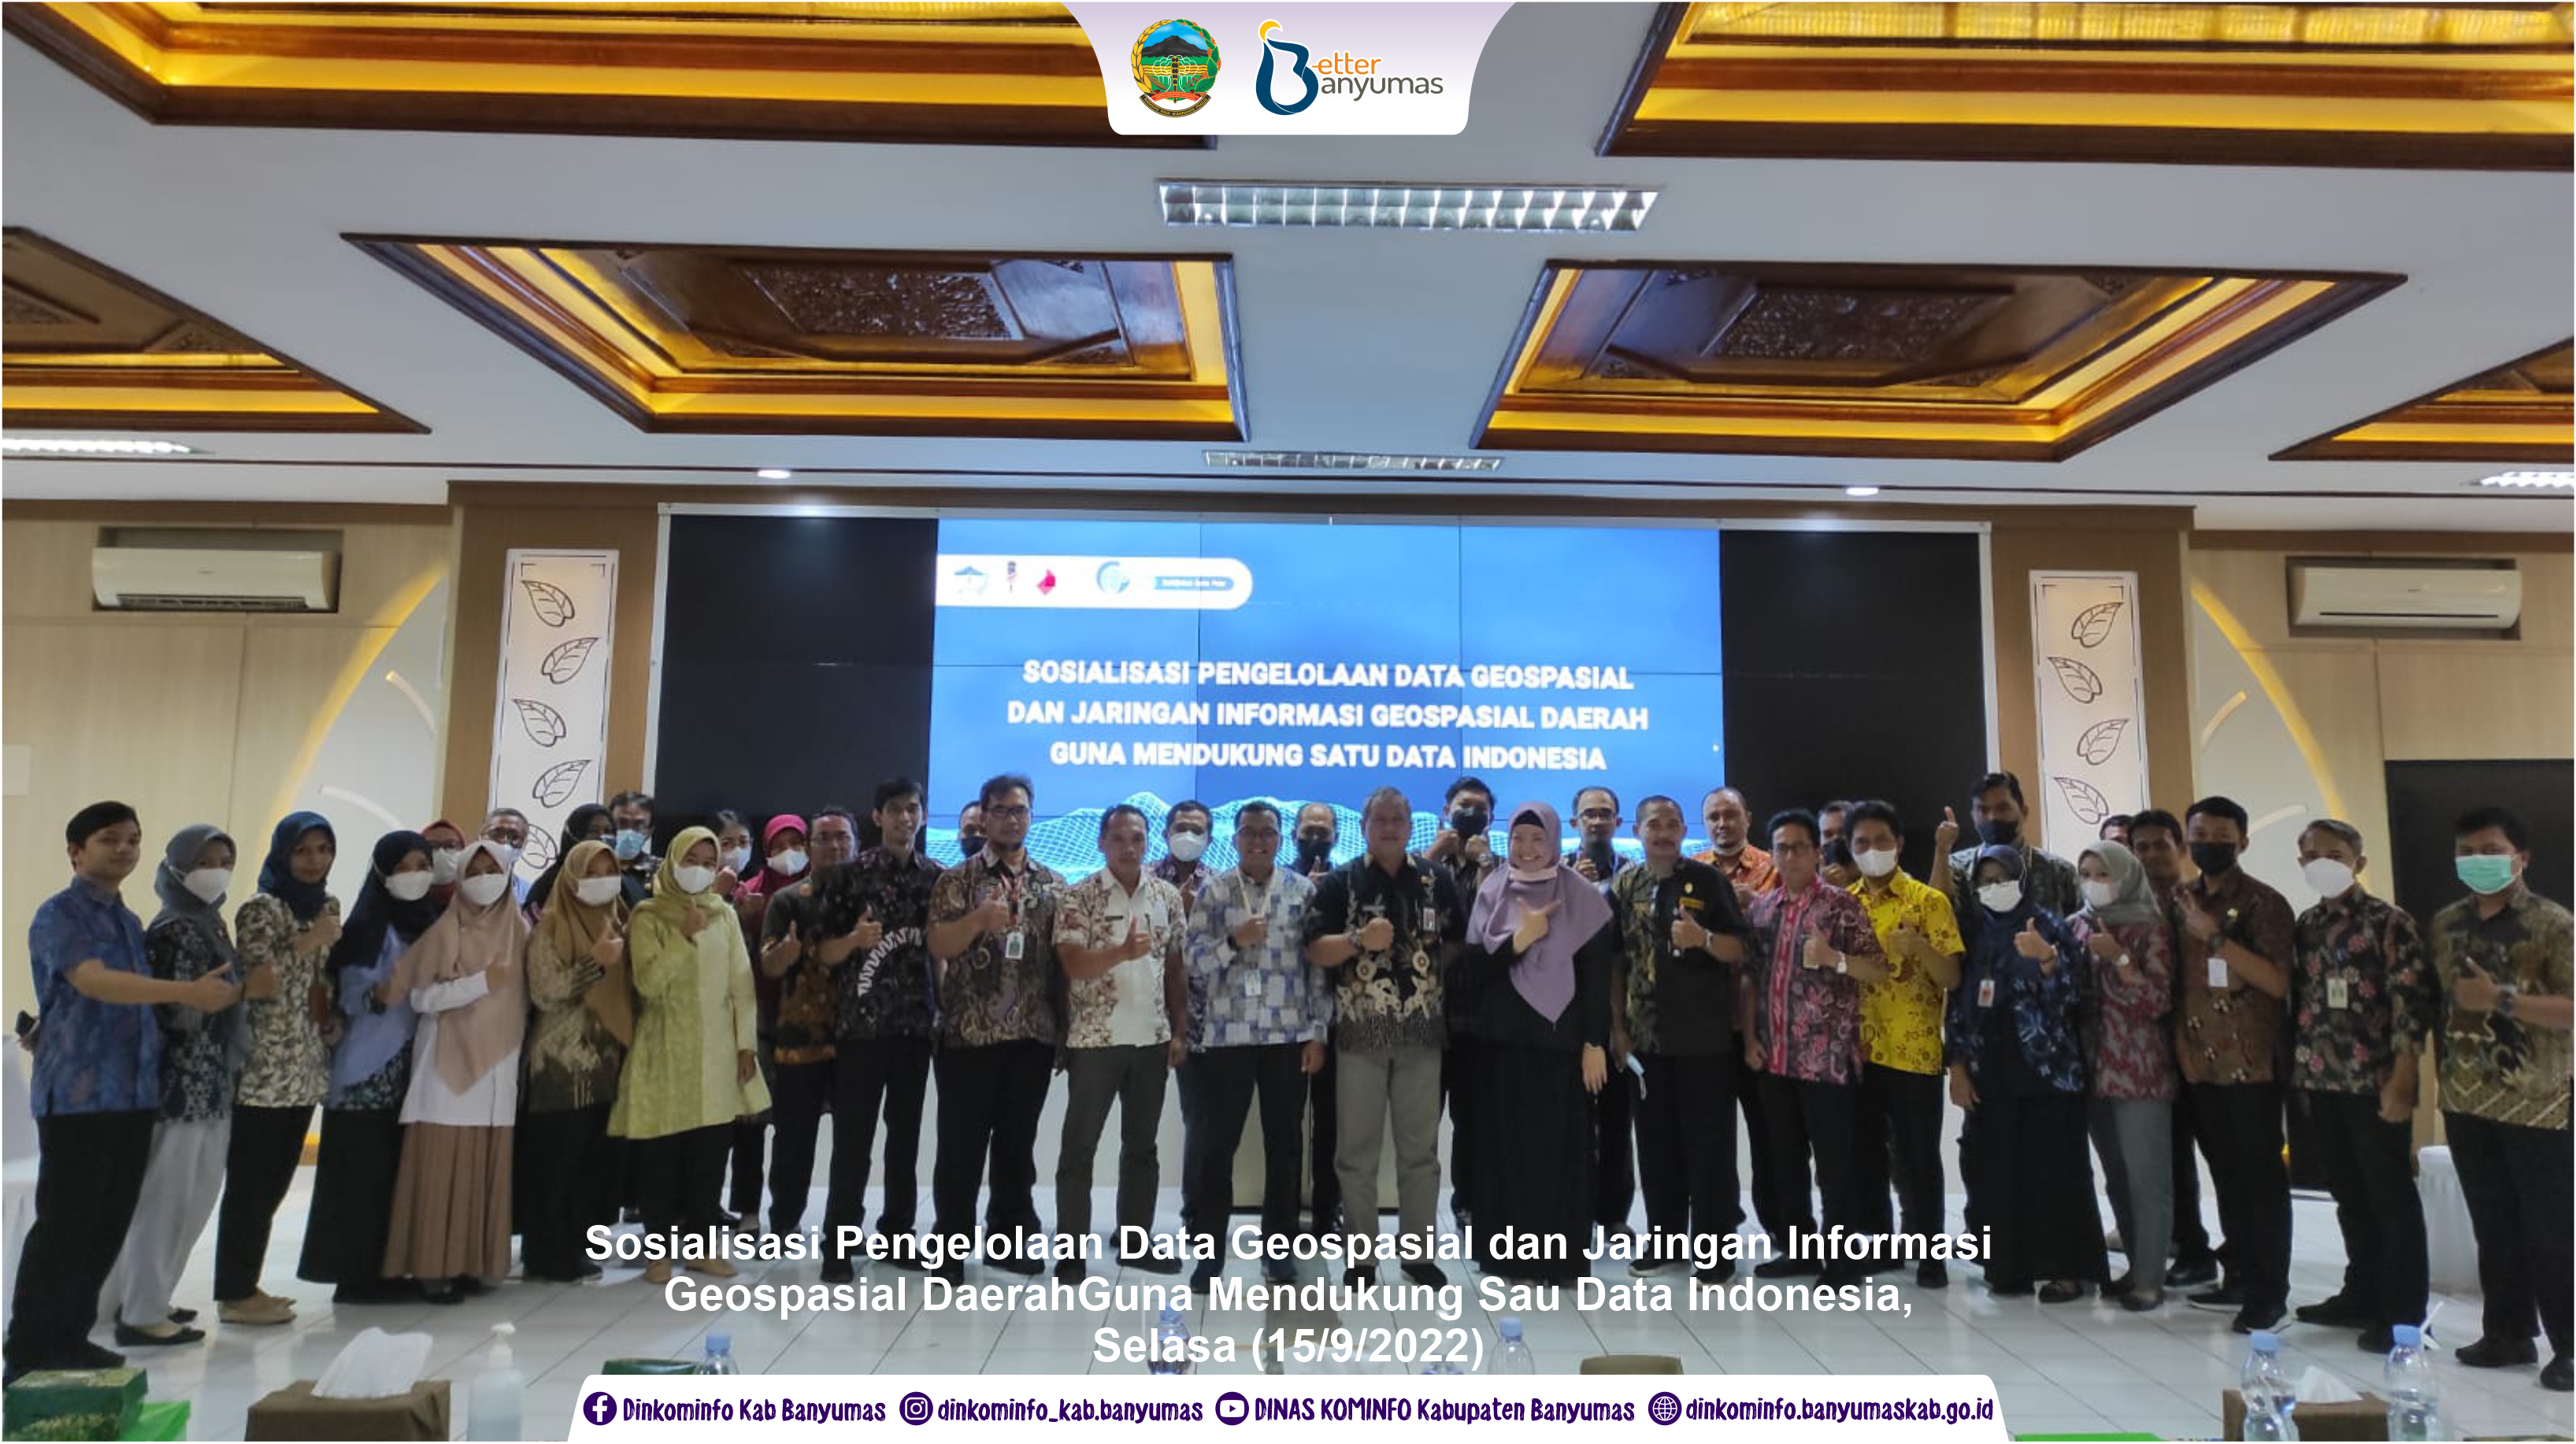 Better
Banyumas
SOSIALISASI PENGELOLAAN DATA GEOSPASIAL
DAN JARINGAN INFORMASI GEOSPASIAL DAERAH
GUNA MENDUKUNG SATU DATA INDONESIA
Sosialisasi Pengelolaan Data Geospasial dan Jaringan Informasi
Geospasial DaerahGuna Mendukung Sau Data Indonesia,
Selasa (15/9/2022)
Dinkominfo Kab Banyumas dinkominfo_kab.banyumas DINAS KOMINFO Kabupaten Banyumas dinkominfo.banyumaskab.go.id